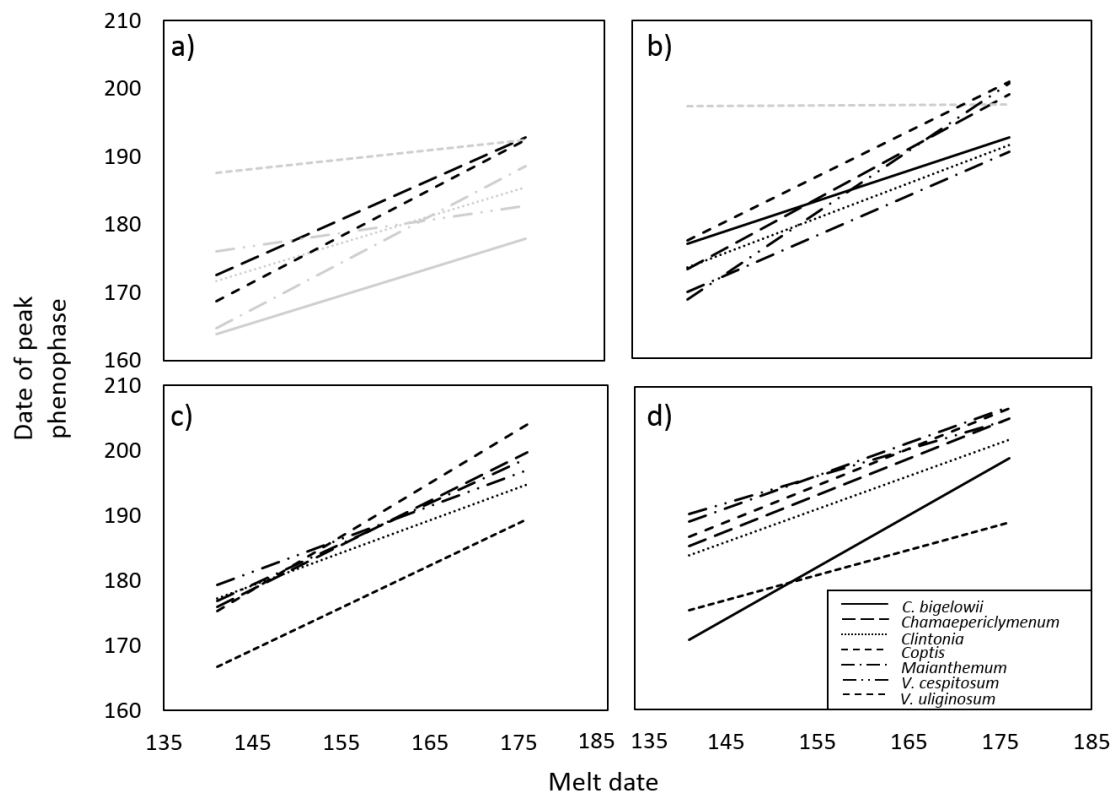 210
200
190
180
170
160
a)
b)
Date of peak
phenophase
210
200
190
180
170
160
c)
d)
C. bigelowii
Chamaepericlymenum
Clintonia
Coptis
Maianthemum
V. cespitosum
V. uliginosum
135 145 155 165 175 185 135 145 155 165 175 185
Melt date